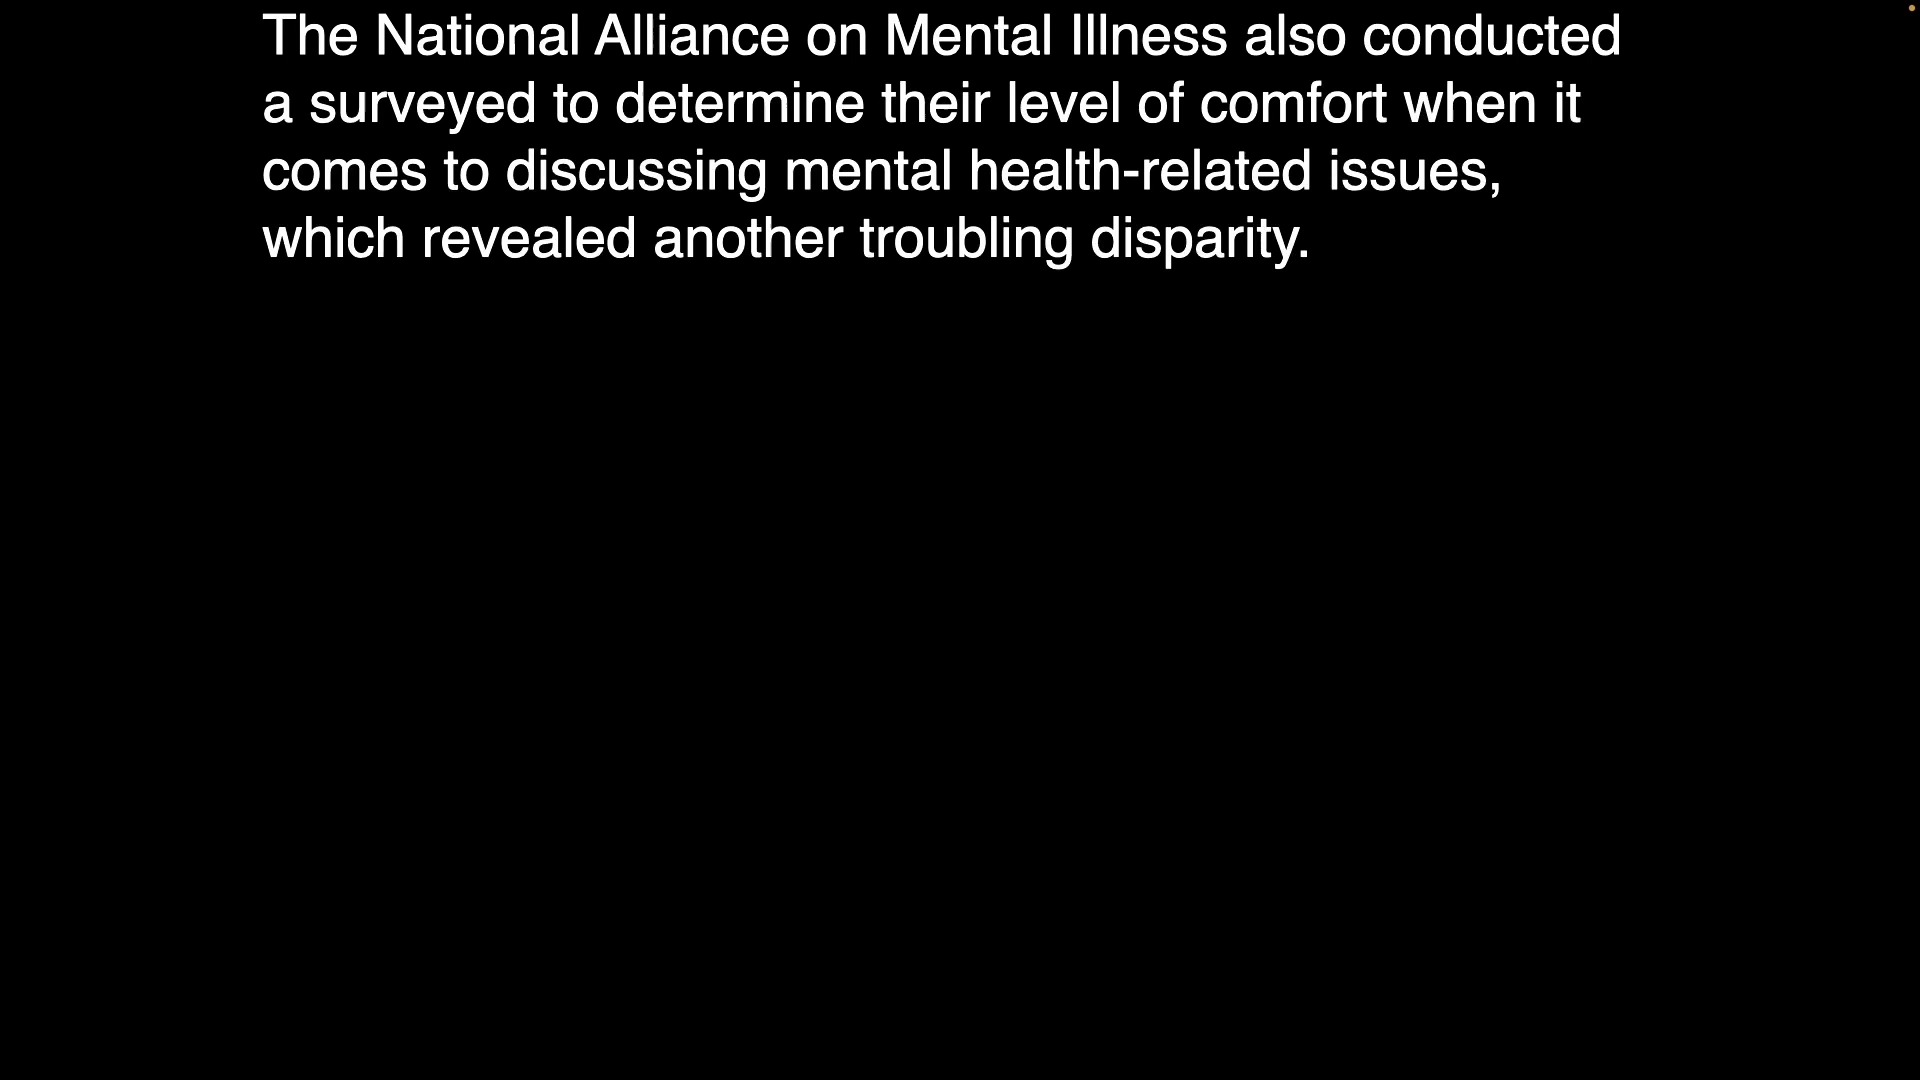 The National Alliance on Mental Illness also conducted
a surveyed to determine their level of comfort when it
comes to discussing mental health-related issues,
which revealed another troubling disparity.